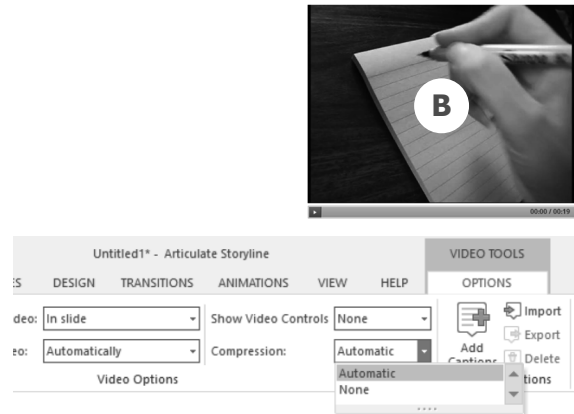 B
00:00 / 00:19
Untitled1* - Articulate Storyline
VIDEO TOOLS
ES DESIGN TRANSITIONS ANIMATIONS VIEW HELP OPTIONS
deo: In slide Show Video Controls None
eo: Automatically Compression: Automatic
Add
Captions
Import
Export
Delete
Automatic
None
Video Options
tions